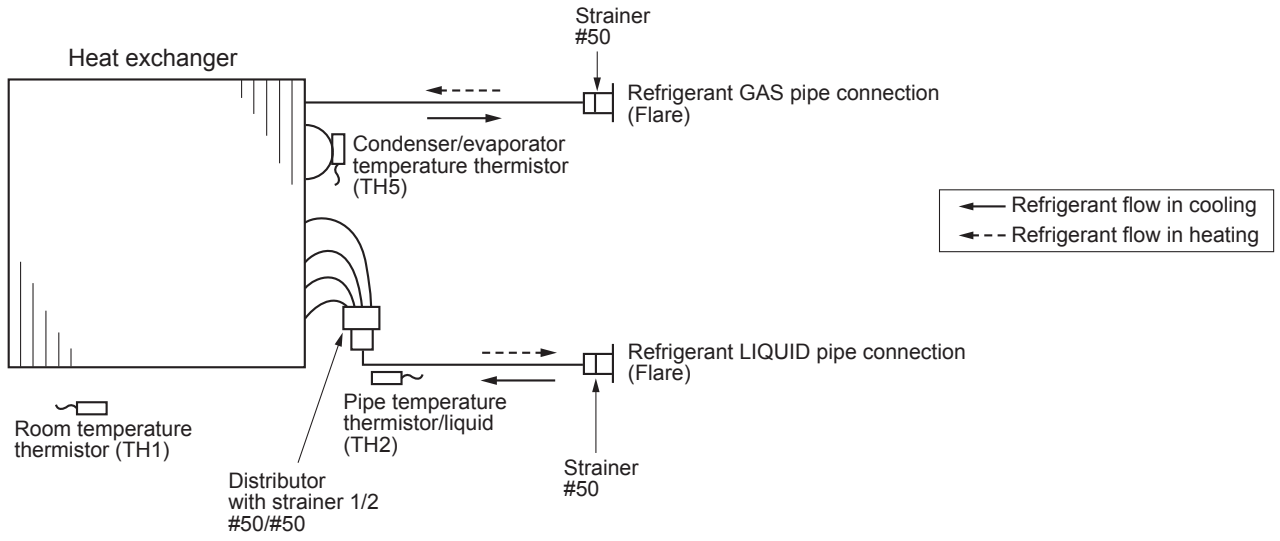 Strainer
#50
Heat exchanger
Refrigerant GAS pipe connection
(Flare)
Condenser/evaporator
temperature thermistor
(TH5)
Refrigerant flow in cooling
Refrigerant flow in heating
Refrigerant LIQUID pipe connection
(Flare)
Pipe temperature
thermistor/liquid
(TH2)
Room temperature
thermistor (TH1)
Strainer
#50
Distributor
with strainer 1/2
#50/#50